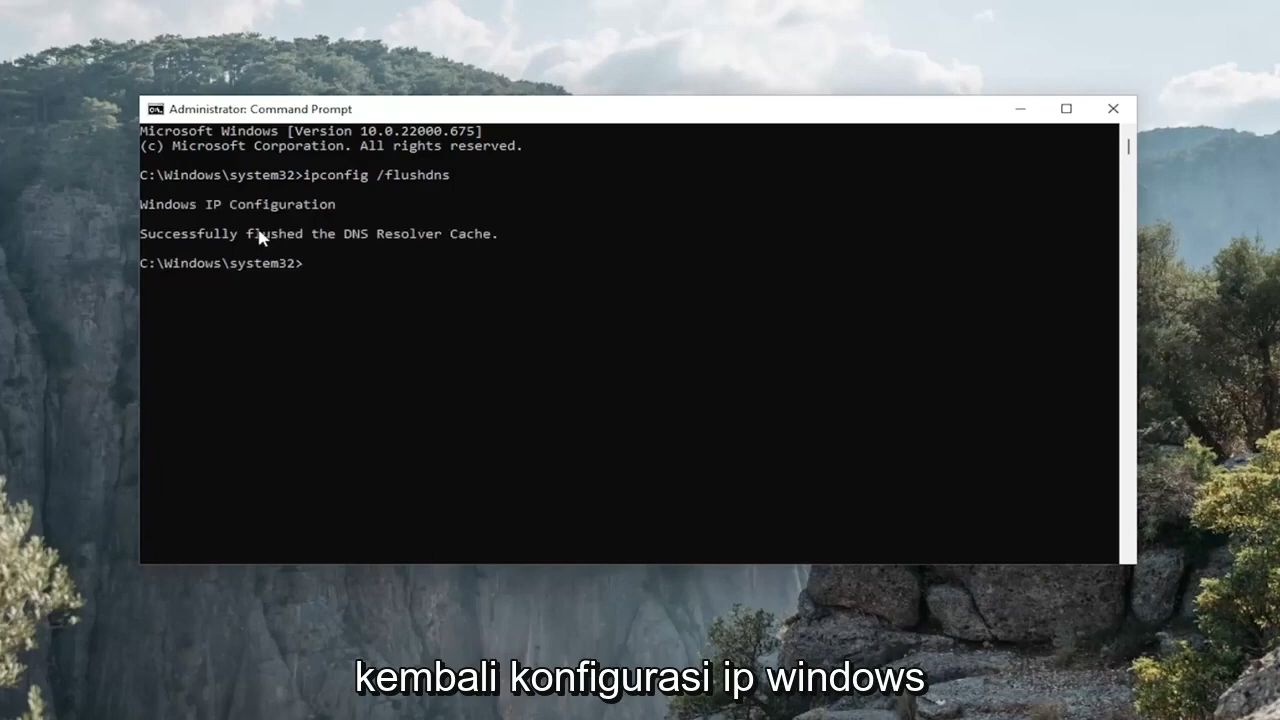 Administrator: Command Prompt
Microsoft Windows [Version 10.0.22000.675]
(c) Microsoft Corporation. All rights reserved.
C:\Windows\system32>ipconfig /flushdns
Windows IP Configuration
Successfully flushed the DNS Resolver Cache.
C:\Windows\system32>
kembali konfigurasi ip windows